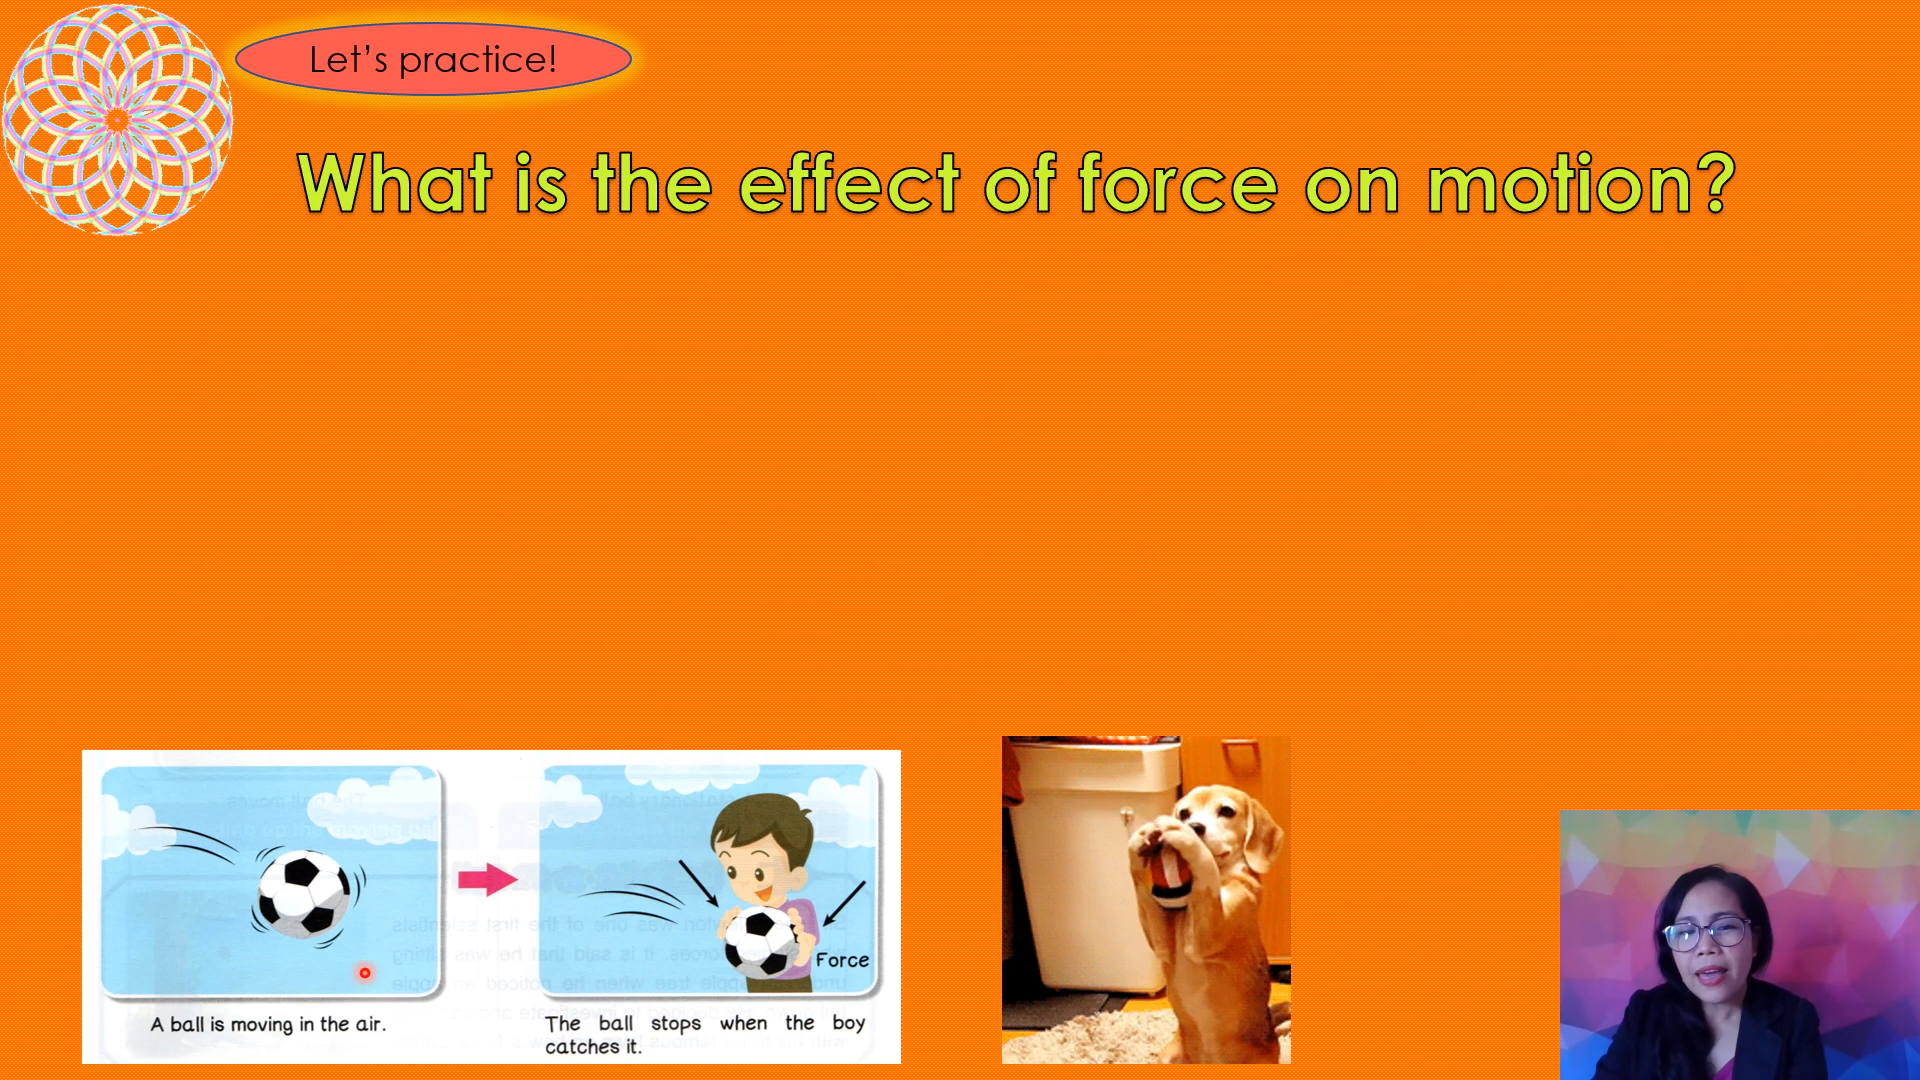 Let's practice!
What is the effect of force on motion?
Force
A ball is moving in the air.
The ball stops when the boy
catches it.